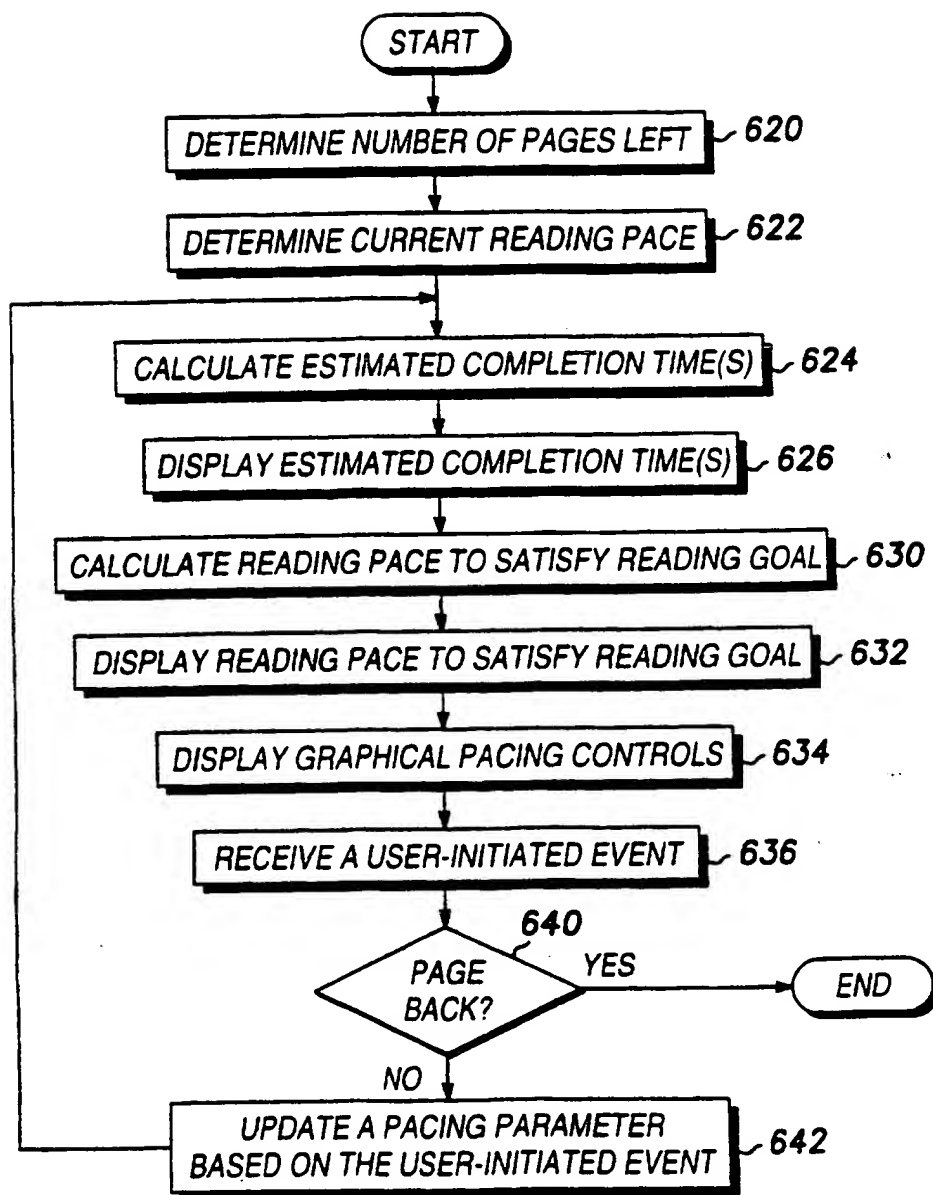 START
DETERMINE NUMBER OF PAGES LEFT 620
DETERMINE CURRENT READING PACE 622
CALCULATE ESTIMATED COMPLETION TIME(S) 624
DISPLAY ESTIMATED COMPLETION TIME(S) 626
CALCULATE READING PACE TO SATISFY READING GOAL 630
DISPLAY READING PACE TO SATISFY READING GOAL 632
DISPLAY GRAPHICAL PACING CONTROLS 634
RECEIVE A USER-INITIATED EVENT 636
640
PAGE
BACK?
YES
END
NO
UPDATE A PACING PARAMETER
BASED ON THE USER-INITIATED EVENT 642